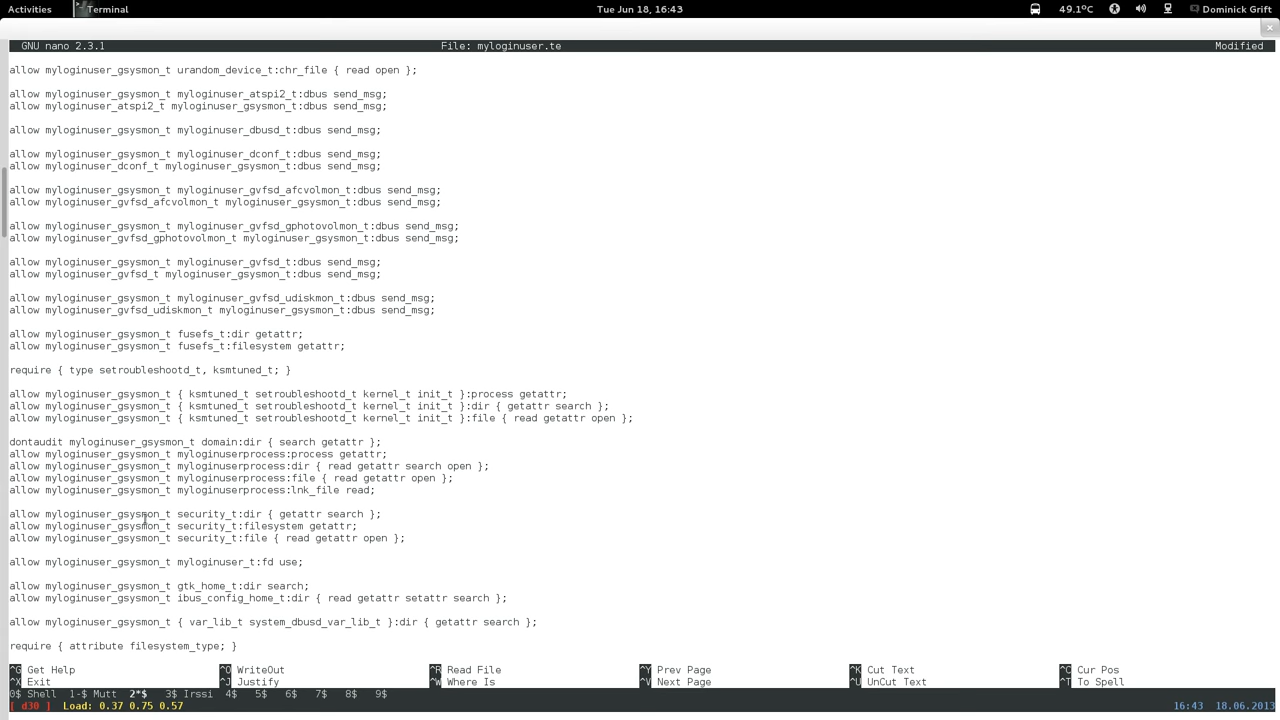 Activities Terminal Tue Jun 18, 16:43 49.1ºC Dominick Grift
GNU nano 2.3.1 File: myloginuser.te Modified
allow myloginuser_gsysmon_t urandom_device_t:chr_file { read open };
allow myloginuser_gsysmon_t myloginuser_atspi2_t:dbus send_msg;
allow myloginuser_atspi2_t myloginuser_gsysmon_t:dbus send_msg;
allow myloginuser_gsysmon_t myloginuser_dbusd_t:dbus send_msg;
allow myloginuser_gsysmon_t myloginuser_dconf_t:dbus send_msg;
allow myloginuser_dconf_t myloginuser_gsysmon_t:dbus send_msg;
allow myloginuser_gsysmon_t myloginuser_gvfsd_afcvolmon_t:dbus send_msg;
allow myloginuser_gvfsd_afcvolmon_t myloginuser_gsysmon_t:dbus send_msg;
allow myloginuser_gsysmon_t myloginuser_gvfsd_gphotovolmon_t:dbus send_msg;
allow myloginuser_gvfsd_gphotovolmon_t myloginuser_gsysmon_t:dbus send_msg;
allow myloginuser_gsysmon_t myloginuser_gvfsd_t:dbus send_msg;
allow myloginuser_gvfsd_t myloginuser_gsysmon_t:dbus send_msg;
allow myloginuser_gsysmon_t myloginuser_gvfsd_udiskmon_t:dbus send_msg;
allow myloginuser_gvfsd_udiskmon_t myloginuser_gsysmon_t:dbus send_msg;
allow myloginuser_gsysmon_t fusefs_t:dir getattr;
allow myloginuser_gsysmon_t fusefs_t:filesystem getattr;
require { type setroubleshootd_t, ksmtuned_t; }
allow myloginuser_gsysmon_t { ksmtuned_t setroubleshootd_t kernel_t init_t }:process getattr;
allow myloginuser_gsysmon_t { ksmtuned_t setroubleshootd_t kernel_t init_t }:dir { getattr search };
allow myloginuser_gsysmon_t { ksmtuned_t setroubleshootd_t kernel_t init_t }:file { read getattr open };
dontaudit myloginuser_gsysmon_t domain:dir { search getattr };
allow myloginuser_gsysmon_t myloginuserprocess:process getattr;
allow myloginuser_gsysmon_t myloginuserprocess:dir { read getattr search open };
allow myloginuser_gsysmon_t myloginuserprocess:file { read getattr open };
allow myloginuser_gsysmon_t myloginuserprocess:lnk_file read;
allow myloginuser_gsysmon_t security_t:dir { getattr search };
allow myloginuser_gsysmon_t security_t:filesystem getattr;
allow myloginuser_gsysmon_t security_t:file { read getattr open };
allow myloginuser_gsysmon_t myloginuser_t:fd use;
allow myloginuser_gsysmon_t gtk_home_t:dir search;
allow myloginuser_gsysmon_t ibus_config_home_t:dir { read getattr setattr search };
allow myloginuser_gsysmon_t { var_lib_t system_dbusd_var_lib_t }:dir { getattr search };
require { attribute filesystem_type; }
^G Get Help ^O WriteOut ^R Read File ^Y Prev Page ^K Cut Text ^C Cur Pos
^X Exit ^J Justify ^W Where Is ^V Next Page ^U UnCut Text ^T To Spell
0$ Shell 1-$ Mutt 2*$ 3$ Irssi 4$ 5$ 6$ 7$ 8$ 9$
[ d30 ] Load: 0.37 0.75 0.57 16:43 18.06.2013